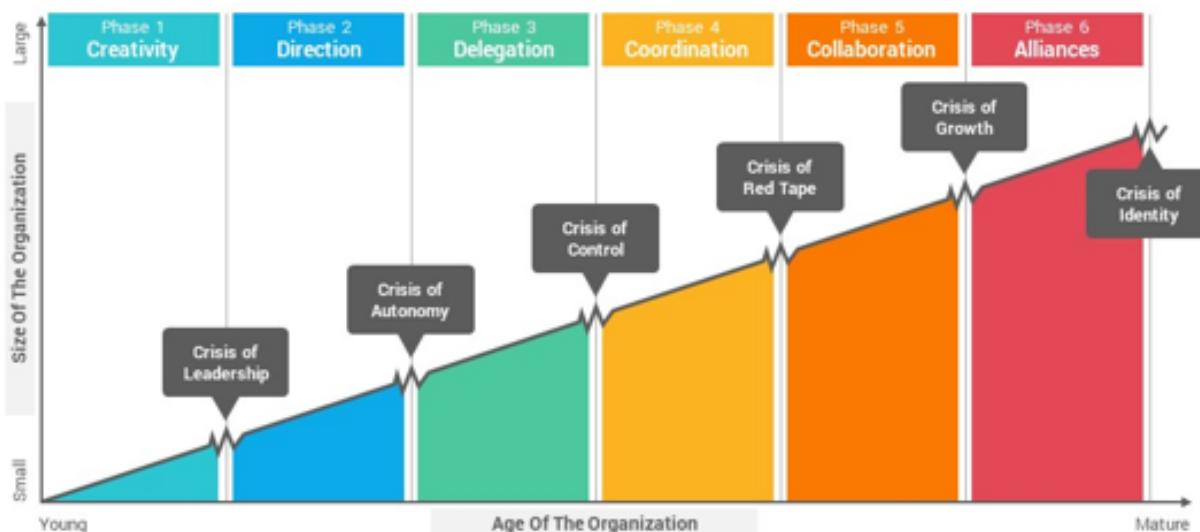 Large
Phase 1
Creativity
Phase 2
Direction
Phase 3
Delegation
Phase 4
Coordination
Phase 5
Collaboration
Phase 6
Alliances
Crisis of
Growth
Crisis of
Red Tape
Crisis of
Identity
Crisis of
Control
Crisis of
Autonomy
Crisis of
Leadership
Size Of The Organization
Small
Young
Age Of The Organization
Mature